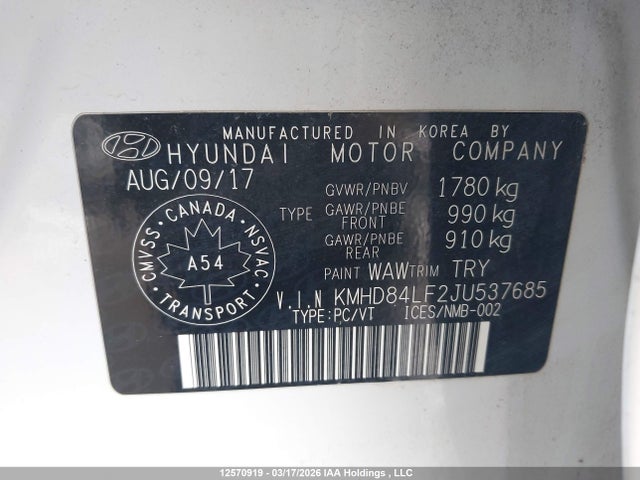 MANUFACTURED IN KOREA BY
HYUNDAI MOTOR COMPANY
AUG/09/17
GVWR/PNBV 1780 kg
TYPE GAWR/PNBE FRONT 990 kg
GAWR/PNBE REAR 910 kg
PAINT WAW TRIM TRY
CMVSS • CANADA • NSVAC • TRANSPORT •
A54
V.I.N KMHD84LF2JU537685
TYPE:PC/VT ICES/NMB-002
12570919 - 03/17/2026 IAA Holdings , LLC